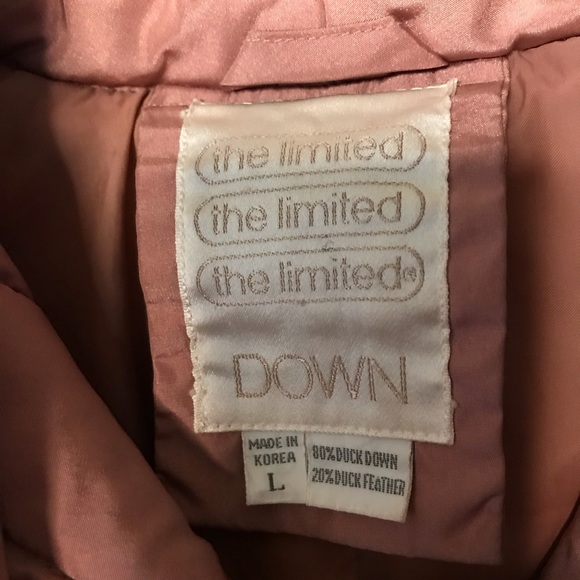 the limited
the limited
the limited®
DOWN
MADE IN
KOREA
L
80% DUCK DOWN
20% DUCK FEATHER